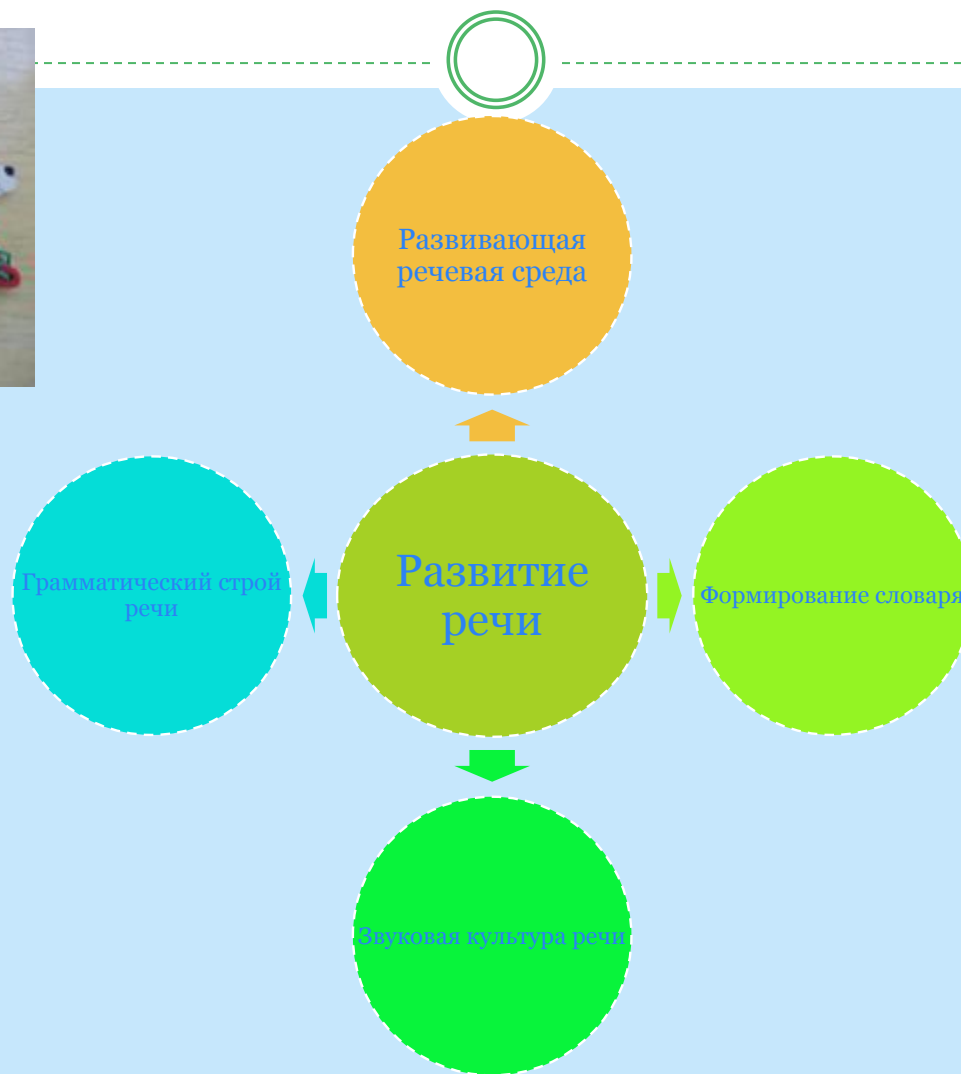 Развивающая
речевая среда
Грамматический строй
речи
Развитие
речи
Формирование словаря
Звуковая культура речи